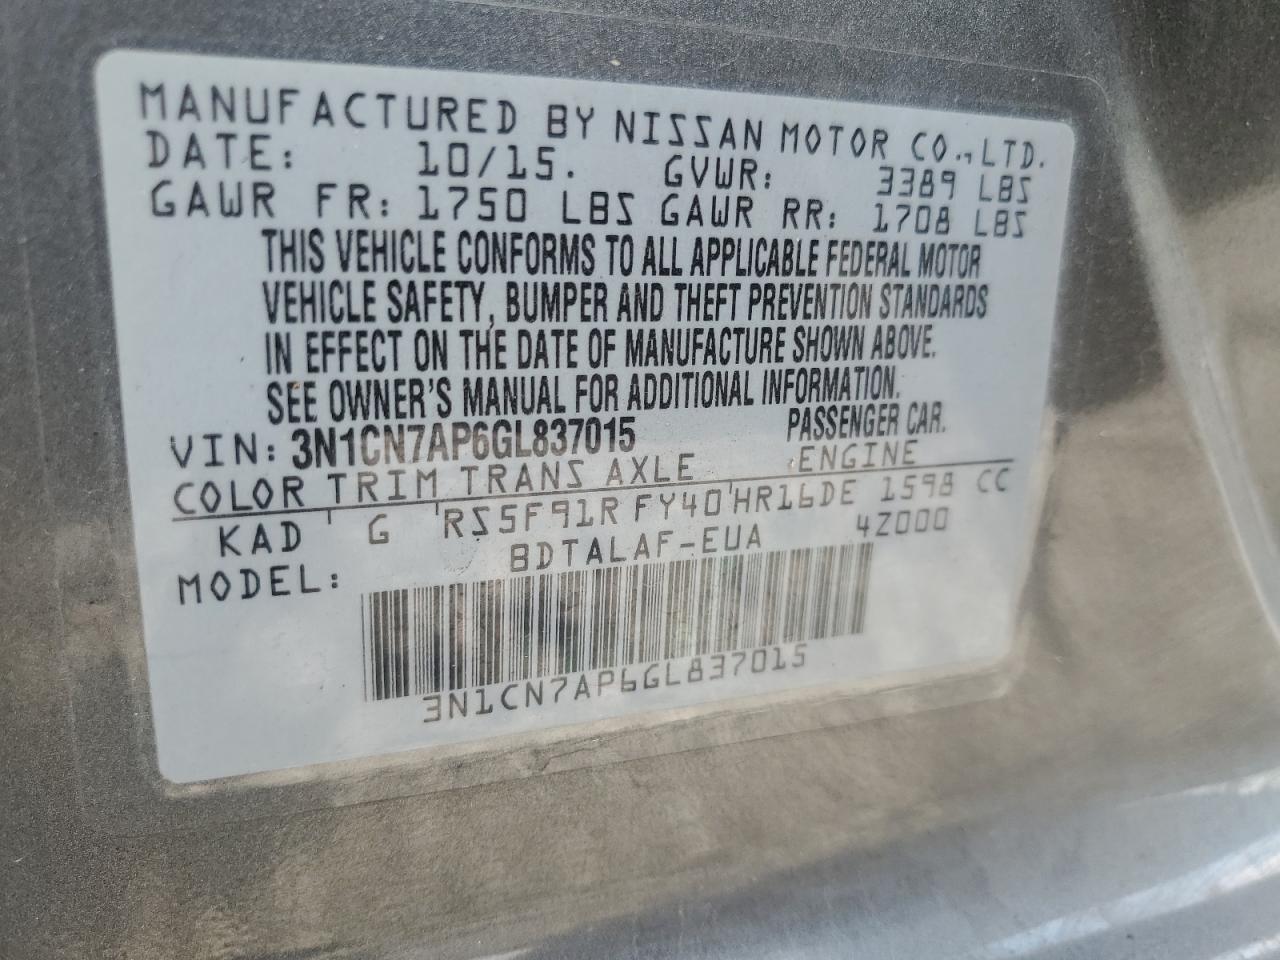 MANUFACTURED BY NISSAN MOTOR CO.,LTD.
DATE: 10/15. GVWR: 3389 LBS
GAWR FR: 1750 LBS GAWR RR: 1708 LBS
THIS VEHICLE CONFORMS TO ALL APPLICABLE FEDERAL MOTOR
VEHICLE SAFETY, BUMPER AND THEFT PREVENTION STANDARDS
IN EFFECT ON THE DATE OF MANUFACTURE SHOWN ABOVE.
SEE OWNER'S MANUAL FOR ADDITIONAL INFORMATION.
VIN: 3N1CN7AP6GL837015 PASSENGER CAR.
COLOR TRIM TRANS AXLE ENGINE
KAD G RS5F91R FY40 HR16DE 1598 CC
MODEL: BDTALAF-EUA 4Z000
3N1CN7AP6GL837015